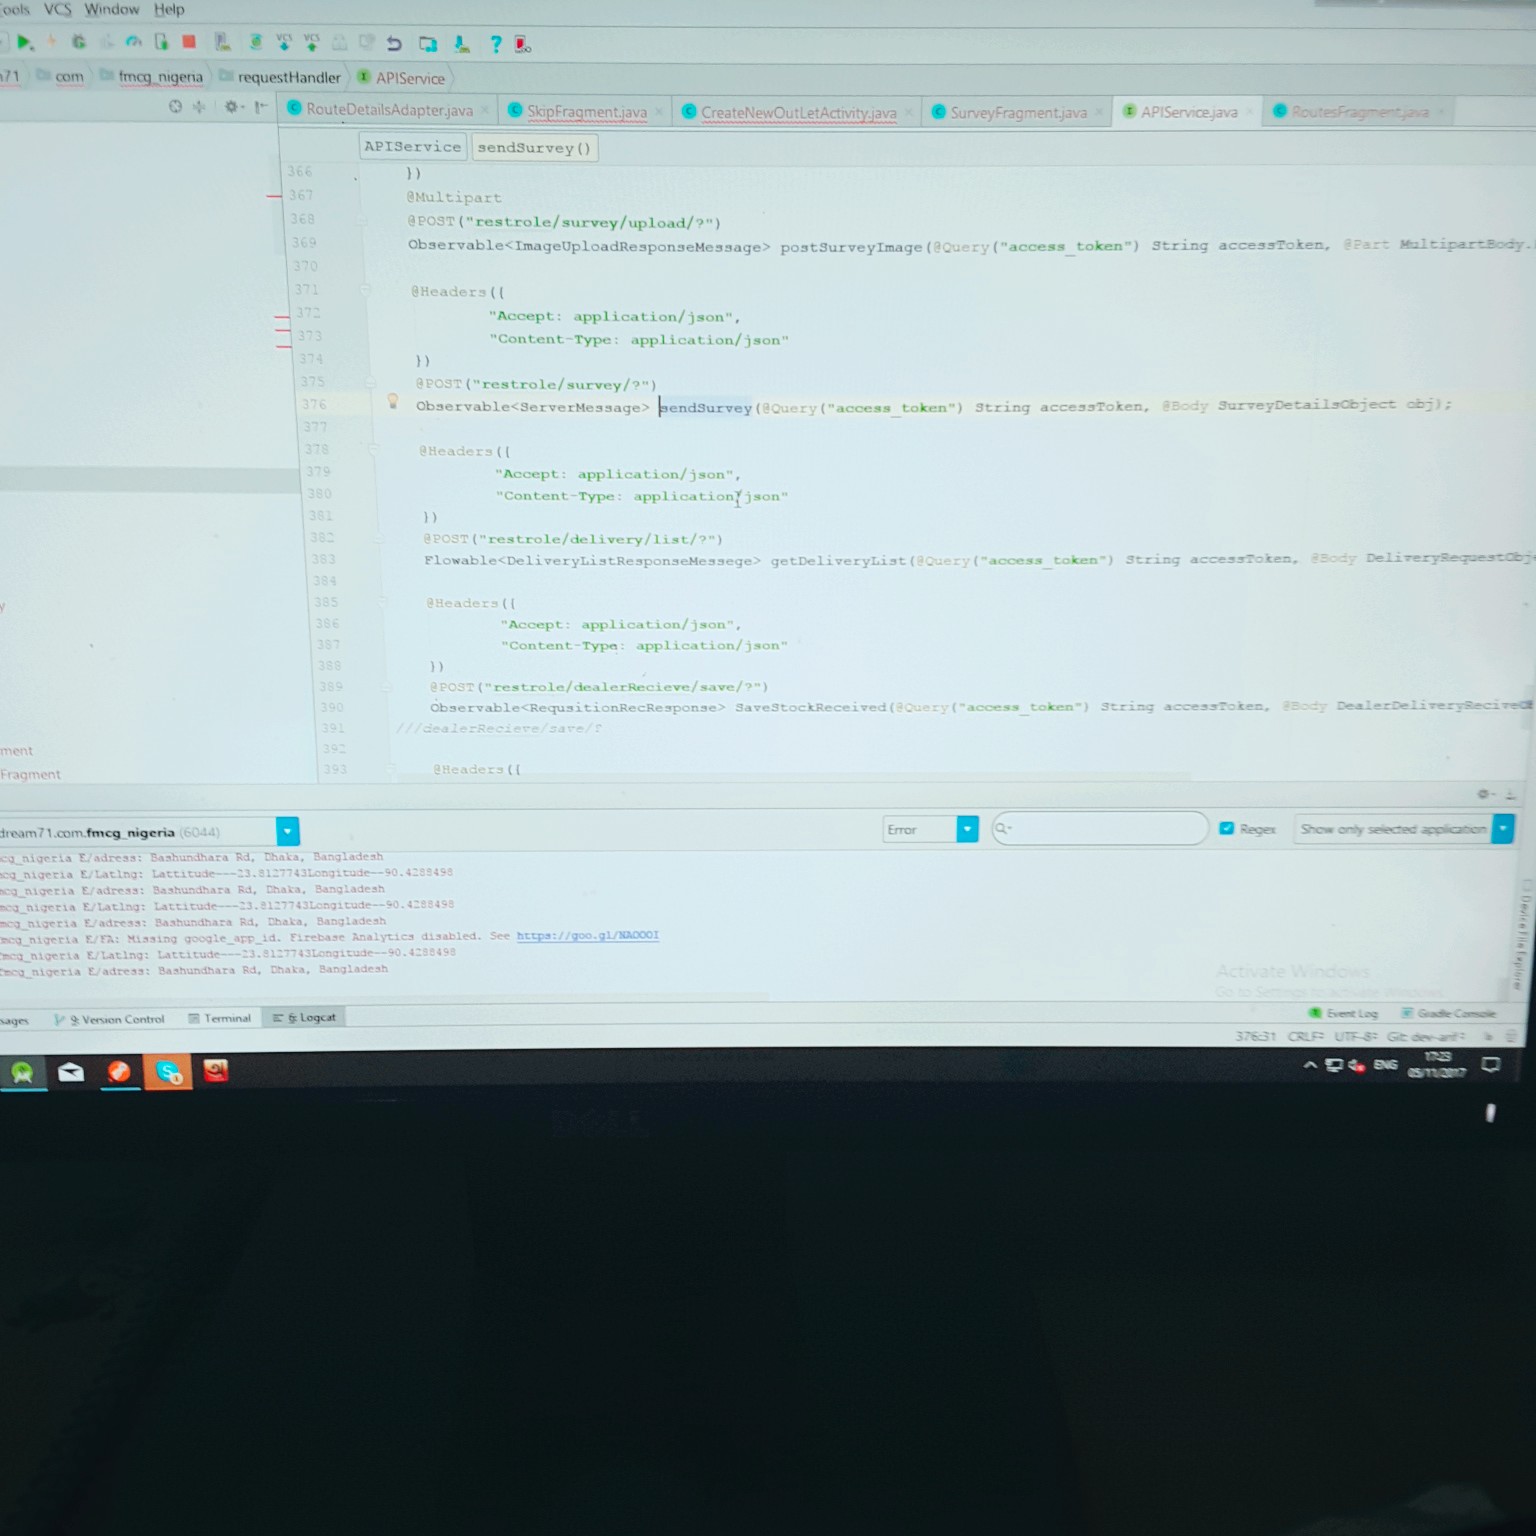 VCS Window Help
com fmcg_nigeria requestHandler APIService
RouteDetailsAdapter.java SkipFragment.java CreateNewOutLetActivity.java SurveyFragment.java APIService.java RoutesFragment.java
APIService sendSurvey()
366 })
367 @Multipart
368 @POST("restrole/survey/upload/?")
369 Observable<ImageUploadResponseMessage> postSurveyImage(@Query("access_token") String accessToken, @Part MultipartBody.
370
371 @Headers({
372 "Accept: application/json",
373 "Content-Type: application/json"
374 })
375 @POST("restrole/survey/?")
376 Observable<ServerMessage> sendSurvey(@Query("access_token") String accessToken, @Body SurveyDetailsObject obj);
377
378 @Headers({
379 "Accept: application/json",
380 "Content-Type: application/json"
381 })
382 @POST("restrole/delivery/list/?")
383 Flowable<DeliveryListResponseMessege> getDeliveryList(@Query("access_token") String accessToken, @Body DeliveryRequestObje
384
385 @Headers({
386 "Accept: application/json",
387 "Content-Type: application/json"
388 })
389 @POST("restrole/dealerRecieve/save/?")
390 Observable<RequsitionRecResponse> SaveStockReceived(@Query("access_token") String accessToken, @Body DealerDeliveryRecive
391 ///dealerRecieve/save/?
392
393 @Headers({
ment
Fragment
dream71.com.fmcg_nigeria (6044) Error Regex Show only selected application
cg_nigeria E/adress: Bashundhara Rd, Dhaka, Bangladesh
mcg_nigeria E/Latlng: Lattitude---23.8127743Longitude--90.4288498
mcg_nigeria E/adress: Bashundhara Rd, Dhaka, Bangladesh
mcg_nigeria E/Latlng: Lattitude---23.8127743Longitude--90.4288498
mcg_nigeria E/adress: Bashundhara Rd, Dhaka, Bangladesh
fmcg_nigeria E/FA: Missing google_app_id. Firebase Analytics disabled. See https://goo.gl/NAOOOI
fmcg_nigeria E/Latlng: Lattitude---23.8127743Longitude--90.4288498
fmcg_nigeria E/adress: Bashundhara Rd, Dhaka, Bangladesh
Device File Explorer
Activate Windows
Go to Settings to activate Windows.
sages 9: Version Control Terminal 6: Logcat Event Log Gradle Console
376:31 CRLF UTF-8 Git: dev-arif
ENG 17:23
05/11/2017
DELL